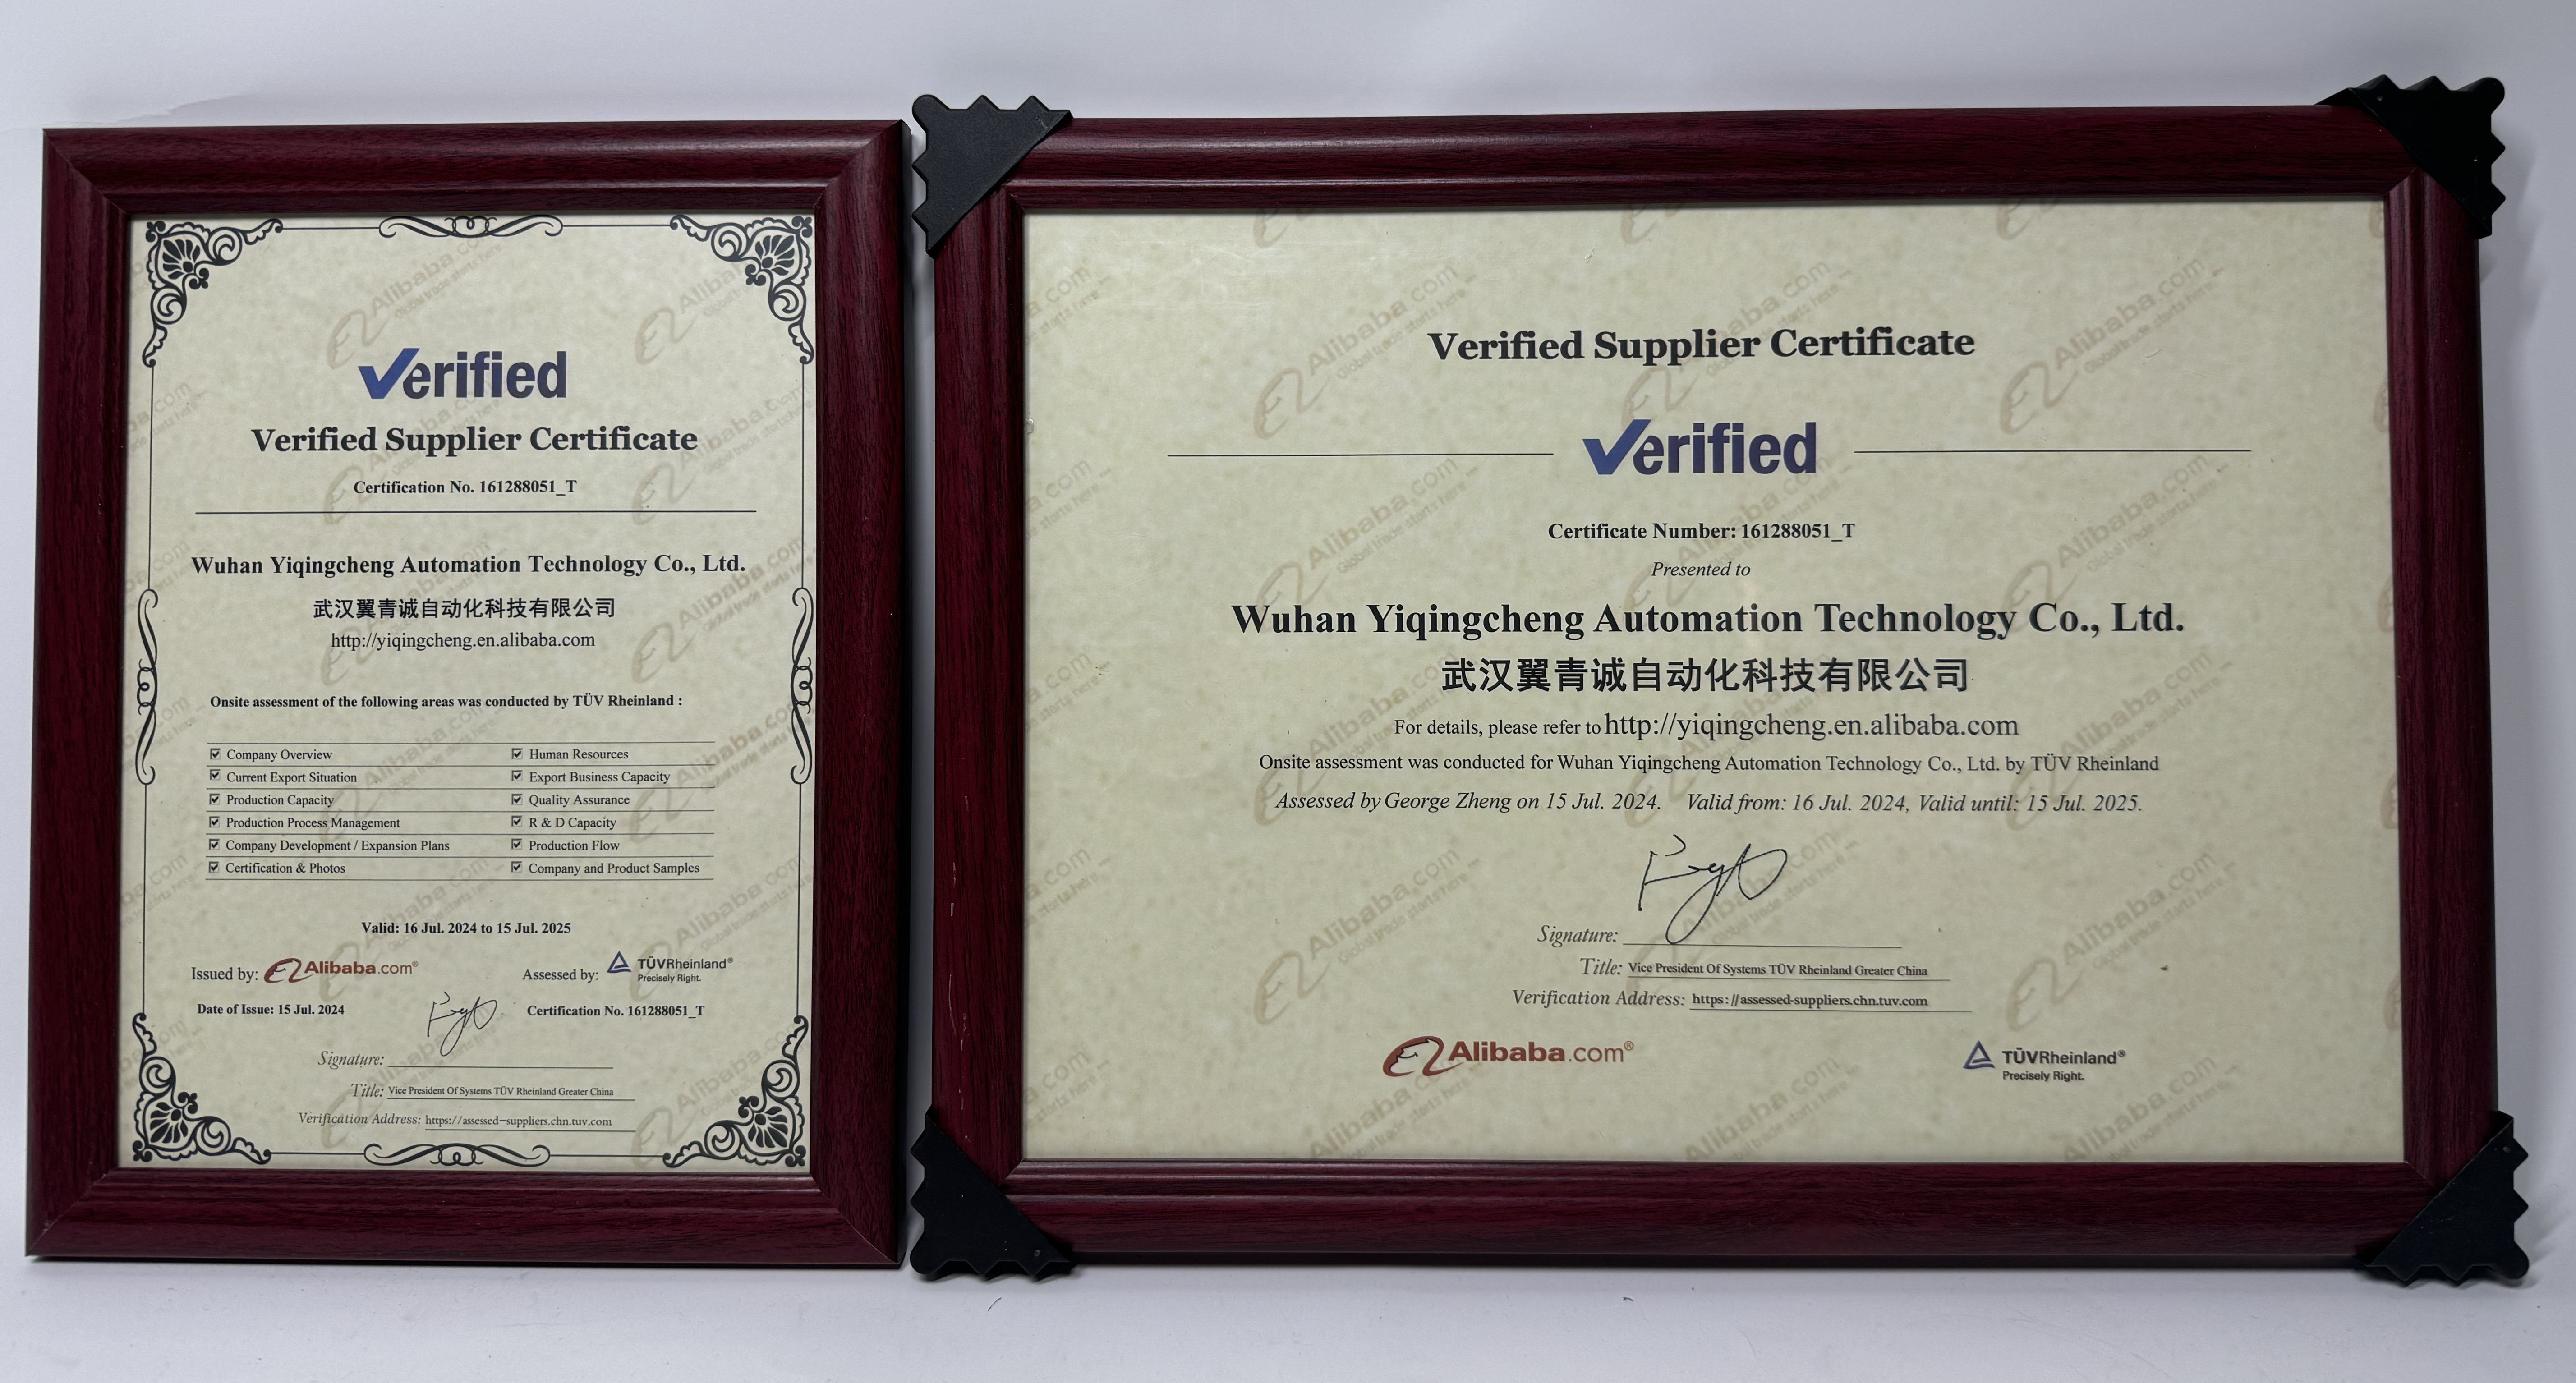 Verified
Verified Supplier Certificate
Certification No. 161288051_T
Wuhan Yiqingcheng Automation Technology Co., Ltd.
武汉翼青诚自动化科技有限公司
http://yiqingcheng.en.alibaba.com
Onsite assessment of the following areas was conducted by TÜV Rheinland :
Company Overview
Human Resources
Current Export Situation
Export Business Capacity
Production Capacity
Quality Assurance
Production Process Management
R & D Capacity
Company Development / Expansion Plans
Production Flow
Certification & Photos
Company and Product Samples
Valid: 16 Jul. 2024 to 15 Jul. 2025
Issued by: Alibaba.com®
Assessed by: TÜVRheinland®
Precisely Right.
Date of Issue: 15 Jul. 2024
Certification No. 161288051_T
Signature:
Title: Vice President Of Systems TÜV Rheinland Greater China
Verification Address: https://assessed-suppliers.chn.tuv.com
Verified Supplier Certificate
Verified
Certificate Number: 161288051_T
Presented to
Wuhan Yiqingcheng Automation Technology Co., Ltd.
武汉翼青诚自动化科技有限公司
For details, please refer to http://yiqingcheng.en.alibaba.com
Onsite assessment was conducted for Wuhan Yiqingcheng Automation Technology Co., Ltd. by TÜV Rheinland
Assessed by George Zheng on 15 Jul. 2024. Valid from: 16 Jul. 2024, Valid until: 15 Jul. 2025.
Signature:
Title: Vice President Of Systems TÜV Rheinland Greater China
Verification Address: https://assessed-suppliers.chn.tuv.com
Alibaba.com®
TÜVRheinland®
Precisely Right.